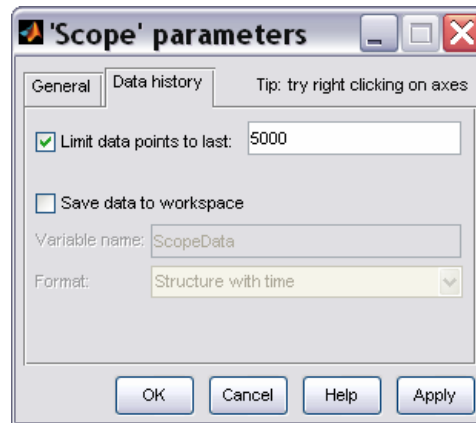 'Scope' parameters
General
Data history
Tip: try right clicking on axes
Limit data points to last:
5000
Save data to workspace
Variable name:
ScopeData
Format:
Structure with time
OK
Cancel
Help
Apply